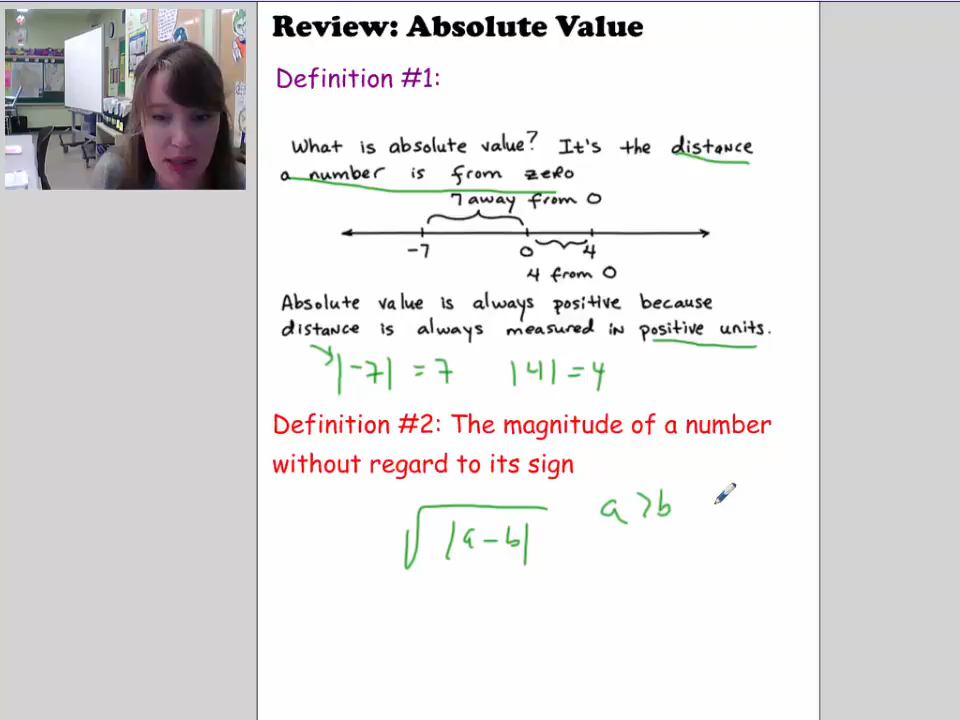 Review: Absolute Value
Definition #1:
What is absolute value? It's the distance
a number is from zero
7 away from 0
-7 0 4
4 from 0
Absolute value is always positive because
distance is always measured in positive units.
|-7| = 7 |4| = 4
Definition #2: The magnitude of a number
without regard to its sign
√|a-b| a > b